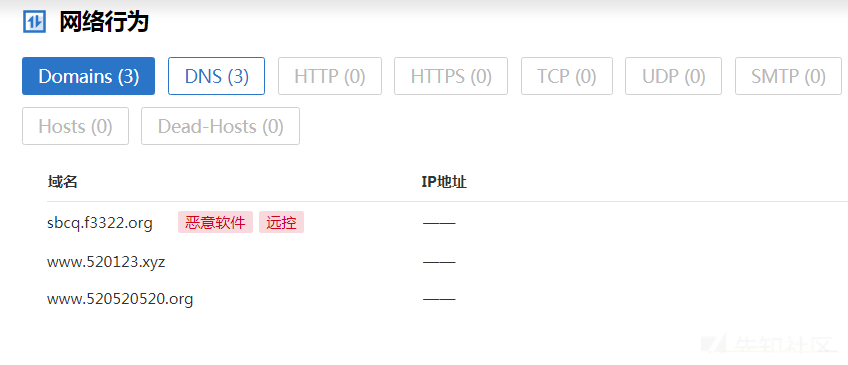 网络行为
Domains (3) DNS (3) HTTP (0) HTTPS (0) TCP (0) UDP (0) SMTP (0)
Hosts (0) Dead-Hosts (0)
域名 IP地址
sbcq.f3322.org 恶意软件 远控 ——
www.520123.xyz ——
www.520520520.org ——
先知社区